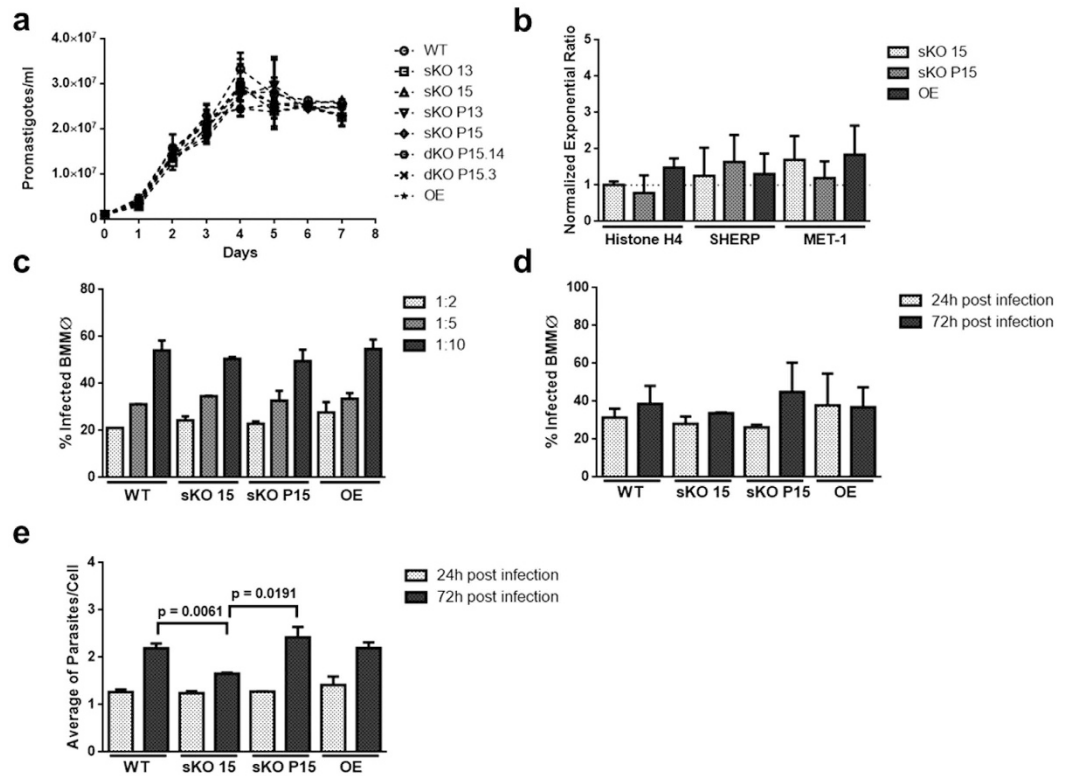 a
4.0×10⁷
3.0×10⁷
2.0×10⁷
1.0×10⁷
0
Promastigotes/ml
0 1 2 3 4 5 6 7 8
Days
WT
sKO 13
sKO 15
sKO P13
sKO P15
dKO P15.14
dKO P15.3
OE
b
5
4
3
2
1
0
Normalized Exponential Ratio
Histone H4 SHERP MET-1
sKO 15
sKO P15
OE
c
80
60
40
20
0
% Infected BMMØ
WT sKO 15 sKO P15 OE
1:2
1:5
1:10
d
100
80
60
40
20
0
% Infected BMMØ
WT sKO 15 sKO P15 OE
24h post infection
72h post infection
e
4
3
2
1
0
Average of Parasites/Cell
p = 0.0061
p = 0.0191
WT sKO 15 sKO P15 OE
24h post infection
72h post infection